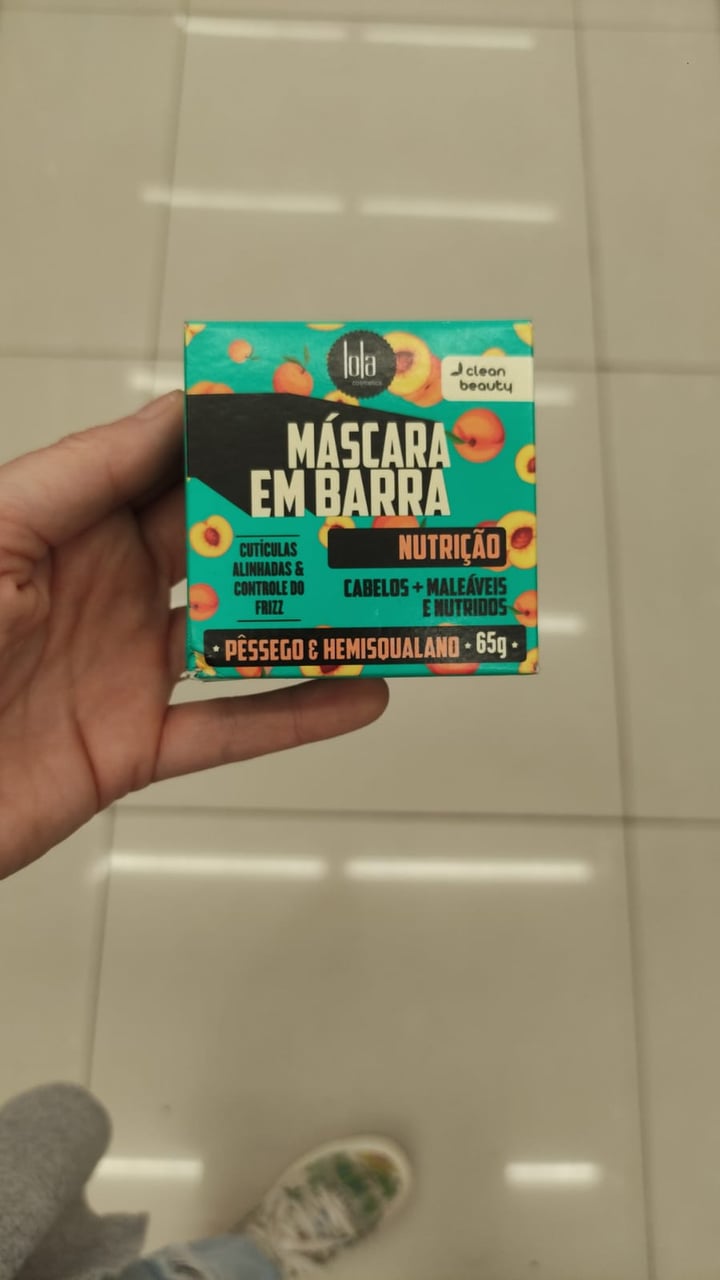 lola
cosmetics
clean
beauty
MÁSCARA
EM BARRA
NUTRIÇÃO
CUTÍCULAS
ALINHADAS &
CONTROLE DO
FRIZZ
CABELOS + MALEÁVEIS
E NUTRIDOS
PÊSSEGO & HEMISQUALANO • 65g